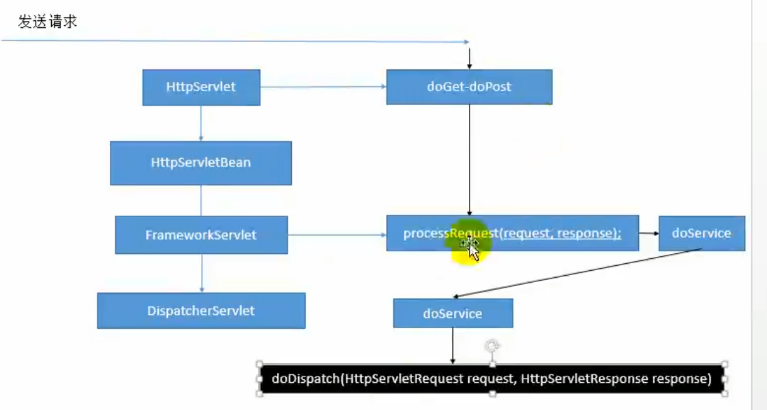 发送请求
HttpServlet
doGet-doPost
HttpServletBean
FrameworkServlet
processRequest(request, response);
doService
DispatcherServlet
doService
doDispatch(HttpServletRequest request, HttpServletResponse response)